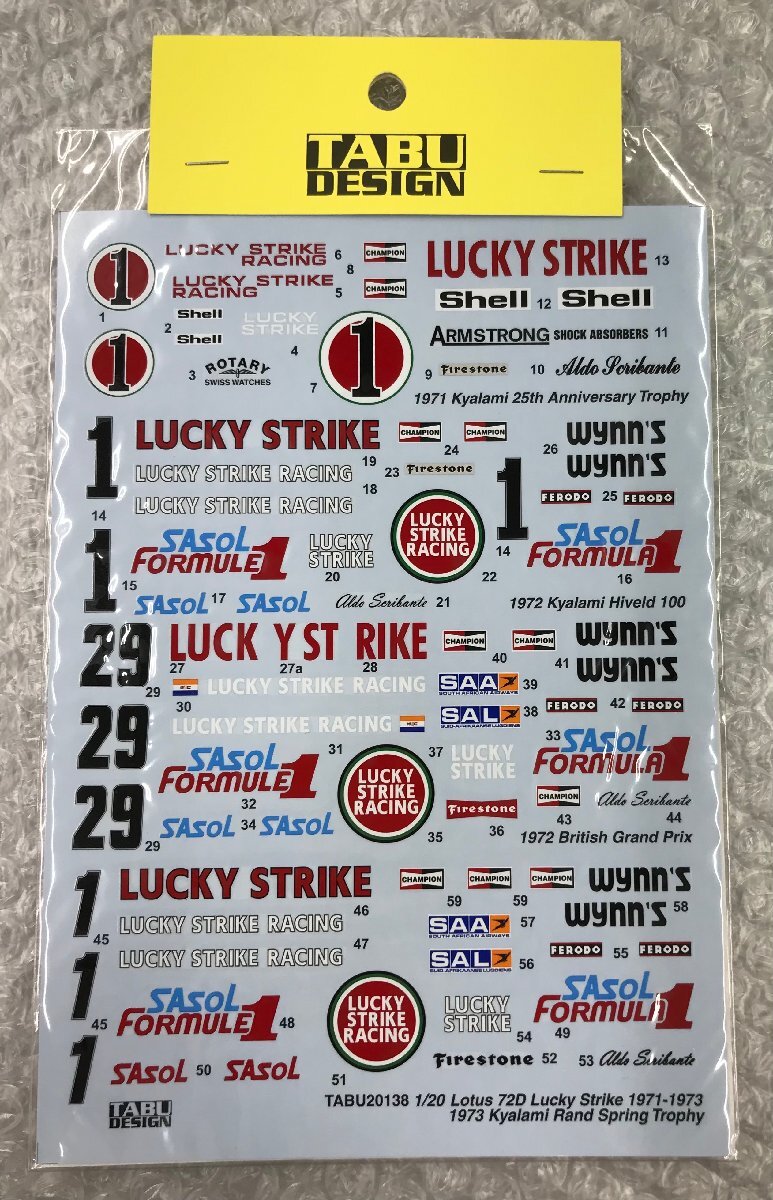 TABU
DESIGN
1
LUCKY STRIKE
RACING
6
8
CHAMPION
LUCKY STRIKE 13
LUCKY STRIKE
RACING
5
CHAMPION
Shell 12 Shell
1
2
Shell
Shell
LUCKY
STRIKE
4
1
ARMSTRONG SHOCK ABSORBERS 11
1
3
ROTARY
SWISS WATCHES
7
9 Firestone
10 Aldo Scribante
1971 Kyalami 25th Anniversary Trophy
1
14
LUCKY STRIKE
19
CHAMPION
24
CHAMPION
26
WYNN'S
WYNN'S
LUCKY STRIKE RACING
18
23 Firestone
LUCKY STRIKE RACING
1
14
FERODO 25 FERODO
1
15
SASOL
FORMULE 1
LUCKY
STRIKE
20
LUCKY
STRIKE
RACING
22
SASOL
FORMULA 1
16
SASOL 17 SASOL
Aldo Scribante 21
1972 Kyalami Hiveld 100
29
29
LUCK Y ST RIKE
27 27a 28
CHAMPION
40
CHAMPION
41
WYNN'S
WYNN'S
30
LUCKY STRIKE RACING
SAA
SOUTH AFRICAN AIRWAYS
39
LUCKY STRIKE RACING
SAL
SUID-AFRIKAANSE LUGDIENS
38
FERODO 42 FERODO
29
SASOL
FORMULE 1
32
31
LUCKY
STRIKE
RACING
35
37
LUCKY
STRIKE
33
SASOL
FORMULA 1
29
29
SASOL 34 SASOL
Firestone
36
CHAMPION
43
Aldo Scribante
44
1972 British Grand Prix
1
45
LUCKY STRIKE
46
CHAMPION
59
CHAMPION
59
CHAMPION
WYNN'S
58
LUCKY STRIKE RACING
47
SAA
SOUTH AFRICAN AIRWAYS
57
WYNN'S
1
45
LUCKY STRIKE RACING
SAL
SUID-AFRIKAANSE LUGDIENS
56
FERODO 55 FERODO
SASOL
FORMULE 1
48
LUCKY
STRIKE
RACING
51
LUCKY
STRIKE
54
SASOL
FORMULA 1
49
1
SASOL 50 SASOL
Firestone 52
53 Aldo Scribante
TABU
DESIGN
TABU20138 1/20 Lotus 72D Lucky Strike 1971-1973
1973 Kyalami Rand Spring Trophy